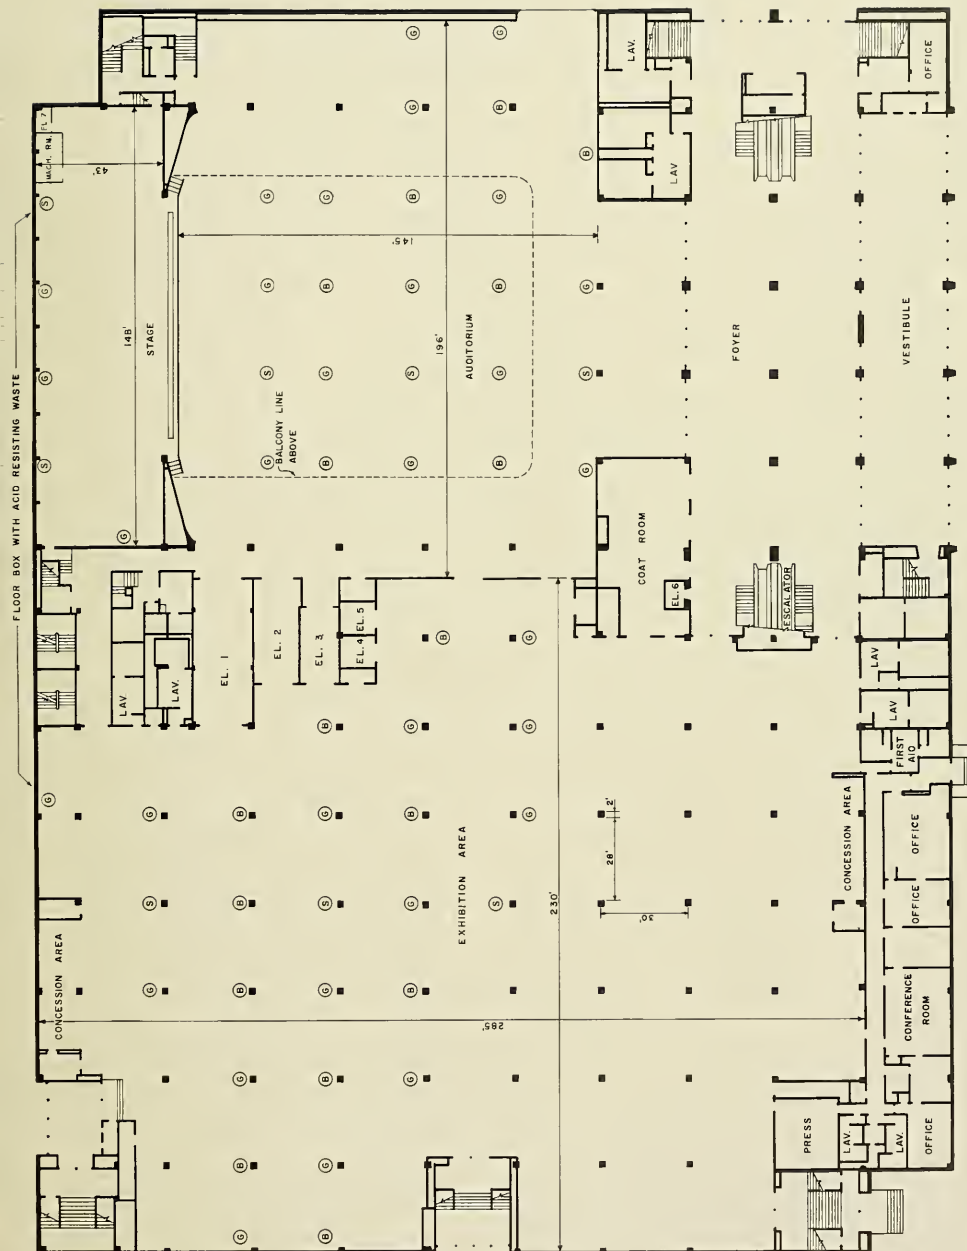 FLOOR BOX WITH ACID RESISTING WASTE
MACH. RN. FL 7
43'
148'
STAGE
145'
196'
AUDITORIUM
BALCONY LINE
ABOVE
LAV.
LAV
OFFICE
FOYER
VESTIBULE
COAT ROOM
EL. 6
ESCALATOR
LAV.
LAV.
EL. 1
EL. 2
EL. 3
EL. 4
EL. 5
LAV
LAV
FIRST
AID
CONCESSION AREA
EXHIBITION AREA
230'
2'
28'
30'
285'
CONCESSION AREA
OFFICE
OFFICE
CONFERENCE
ROOM
PRESS
LAV.
LAV.
OFFICE
G
G
G
G
B
S
G
G
B
G
G
B
G
G
B
G
B
G
G
S
S
G
S
G
S
G
B
G
B
G
G
B
G
B
G
G
G
B
G
B
G
S
B
S
G
S
G
B
G
B
G
B
G
B
G
G
B